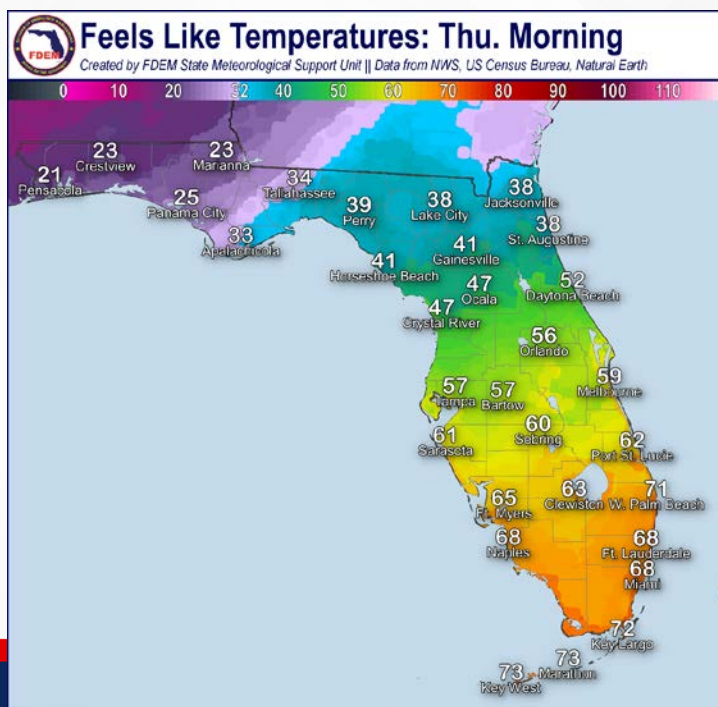 FDEM
Feels Like Temperatures: Thu. Morning
Created by FDEM State Meteorological Support Unit || Data from NWS, US Census Bureau, Natural Earth
0 10 20 32 40 50 60 70 80 90 100 110
23
Crestview
23
Marianna
21
Pensacola
34
Tallahassee
25
Panama City
39
Perry
38
Lake City
38
Jacksonville
33
Apalachicola
38
St. Augustine
41
Gainesville
41
Horseshoe Beach
47
Ocala
52
Daytona Beach
47
Crystal River
56
Orlando
59
Melbourne
57
Tampa
57
Bartow
61
Sarasota
60
Sebring
62
Port St. Lucie
65
Ft. Myers
63
Clewiston
71
W. Palm Beach
68
Naples
68
Ft. Lauderdale
68
Miami
72
Key Largo
73
Marathon
73
Key West